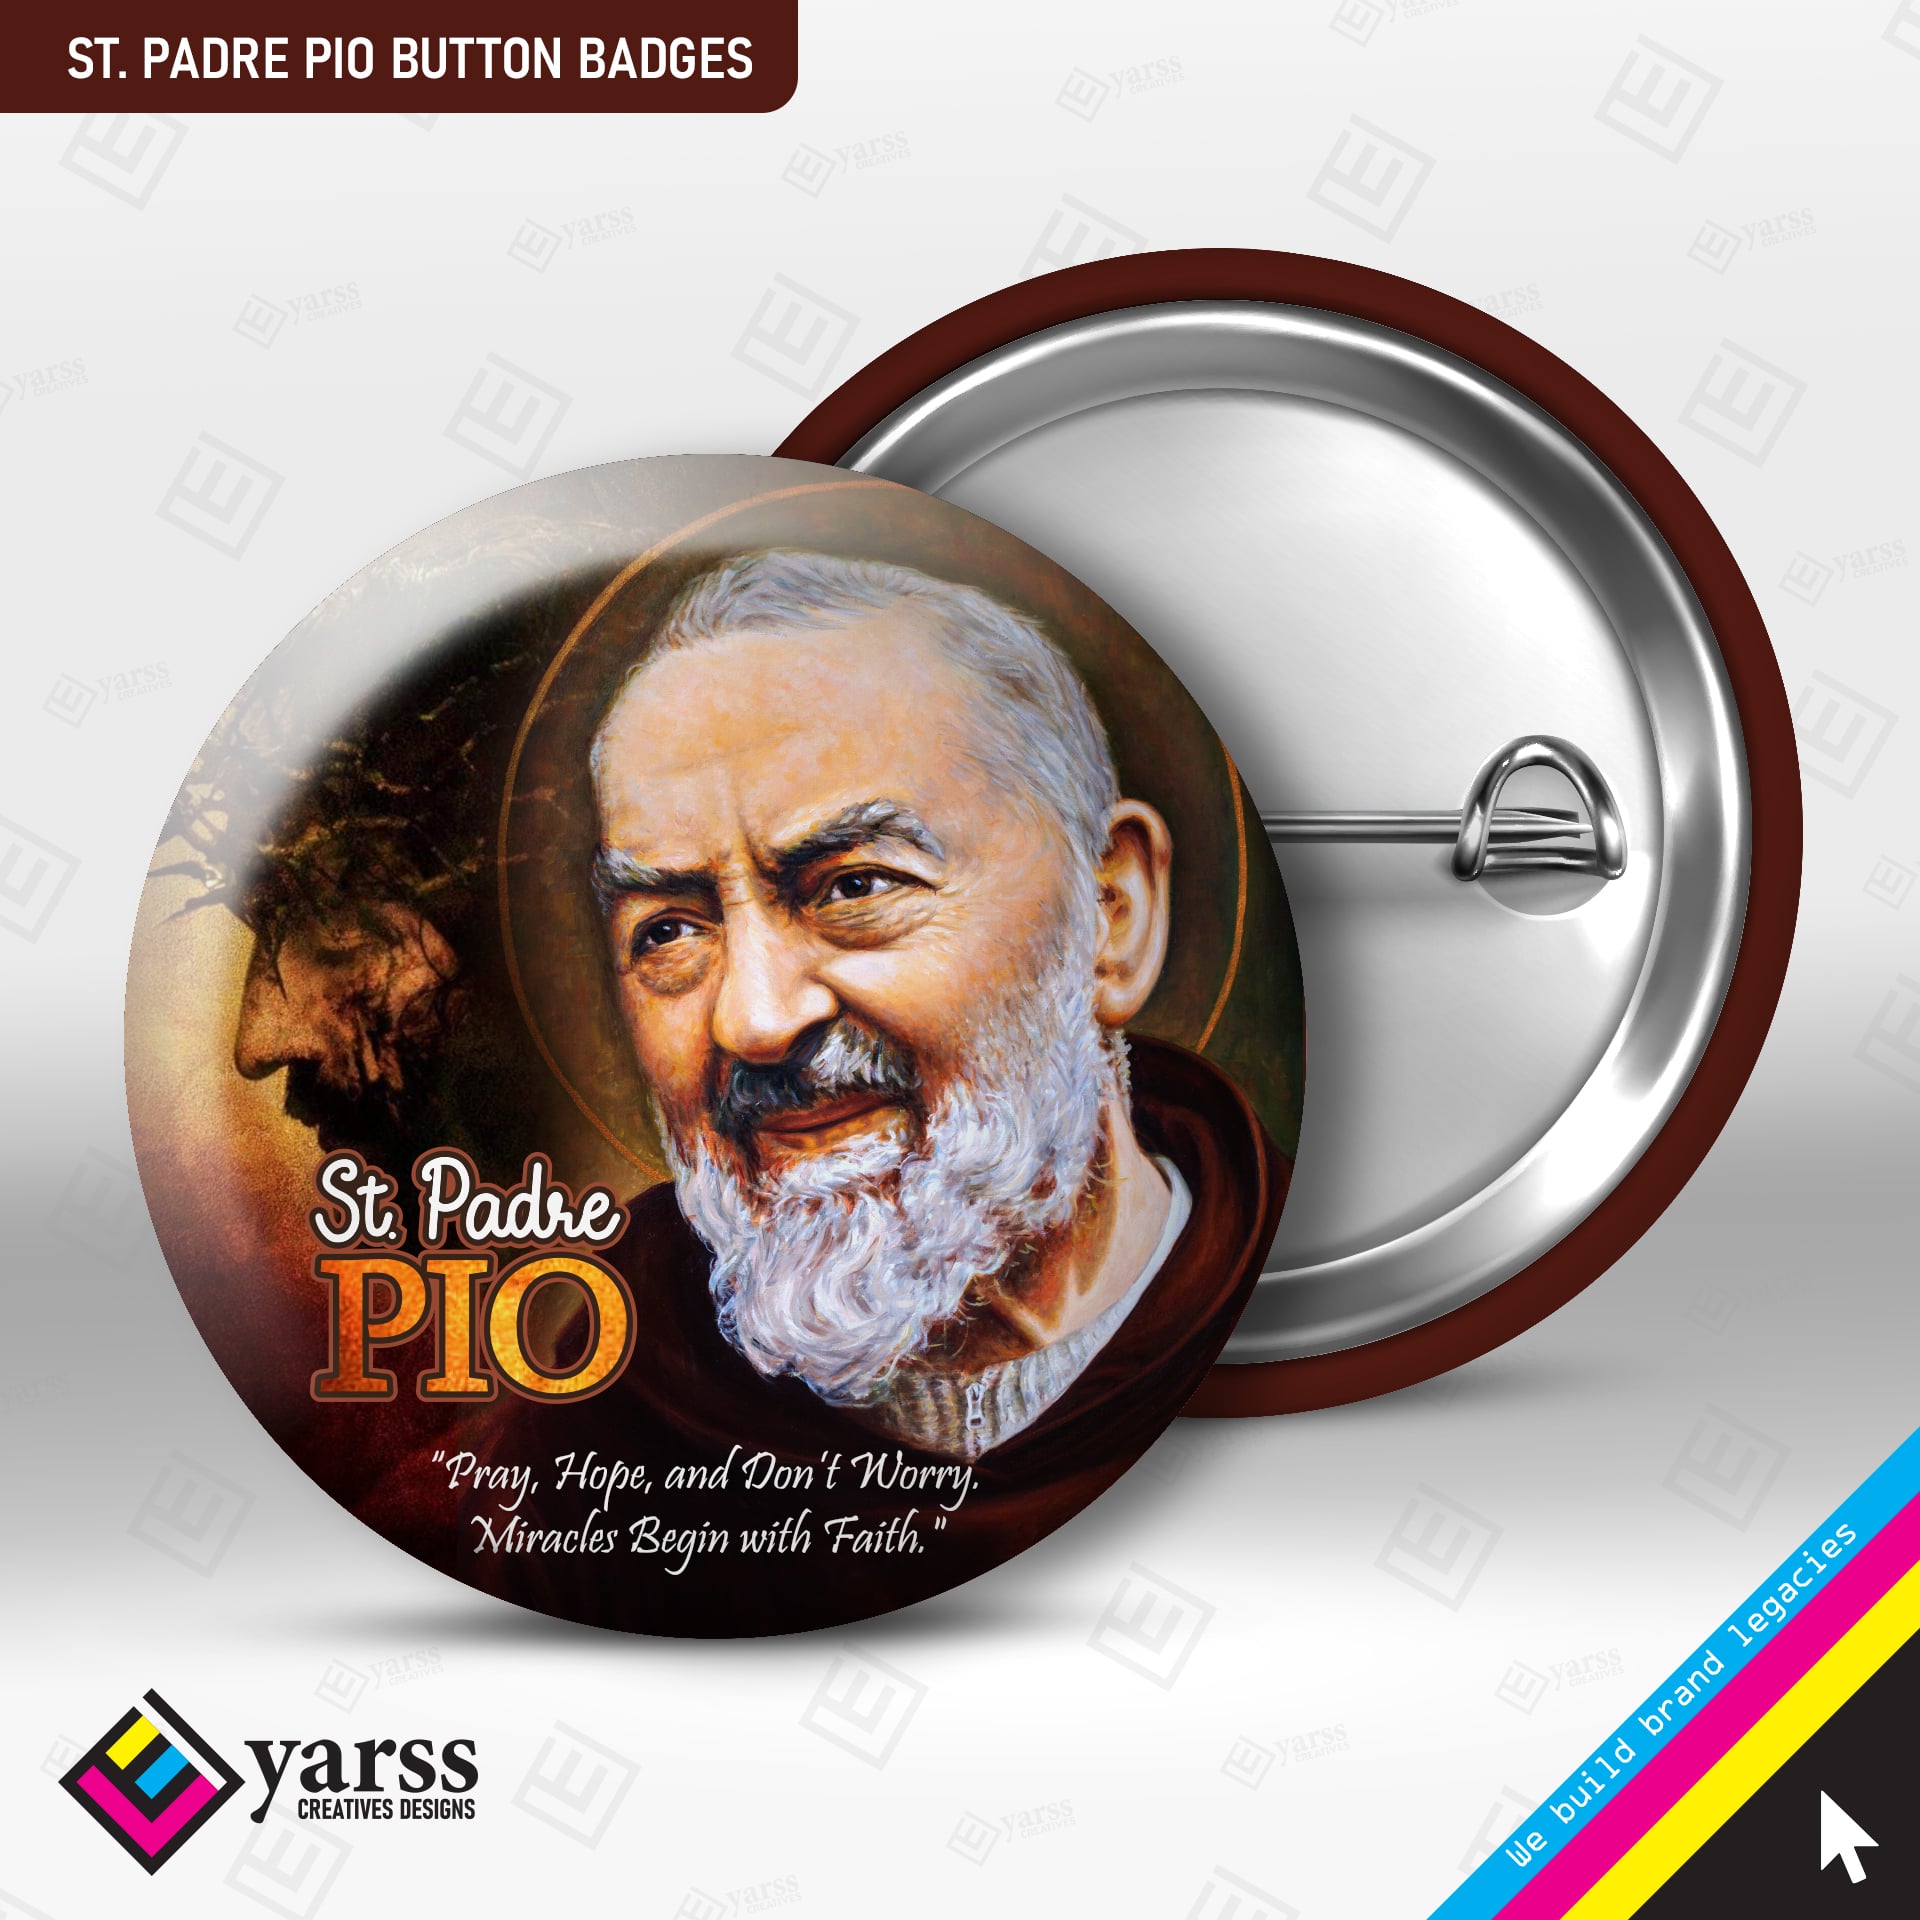 ST. PADRE PIO BUTTON BADGES
St. Padre
PIO
"Pray, Hope, and Don't Worry.
Miracles Begin with Faith."
yarss
CREATIVES DESIGNS
We build brand legacies